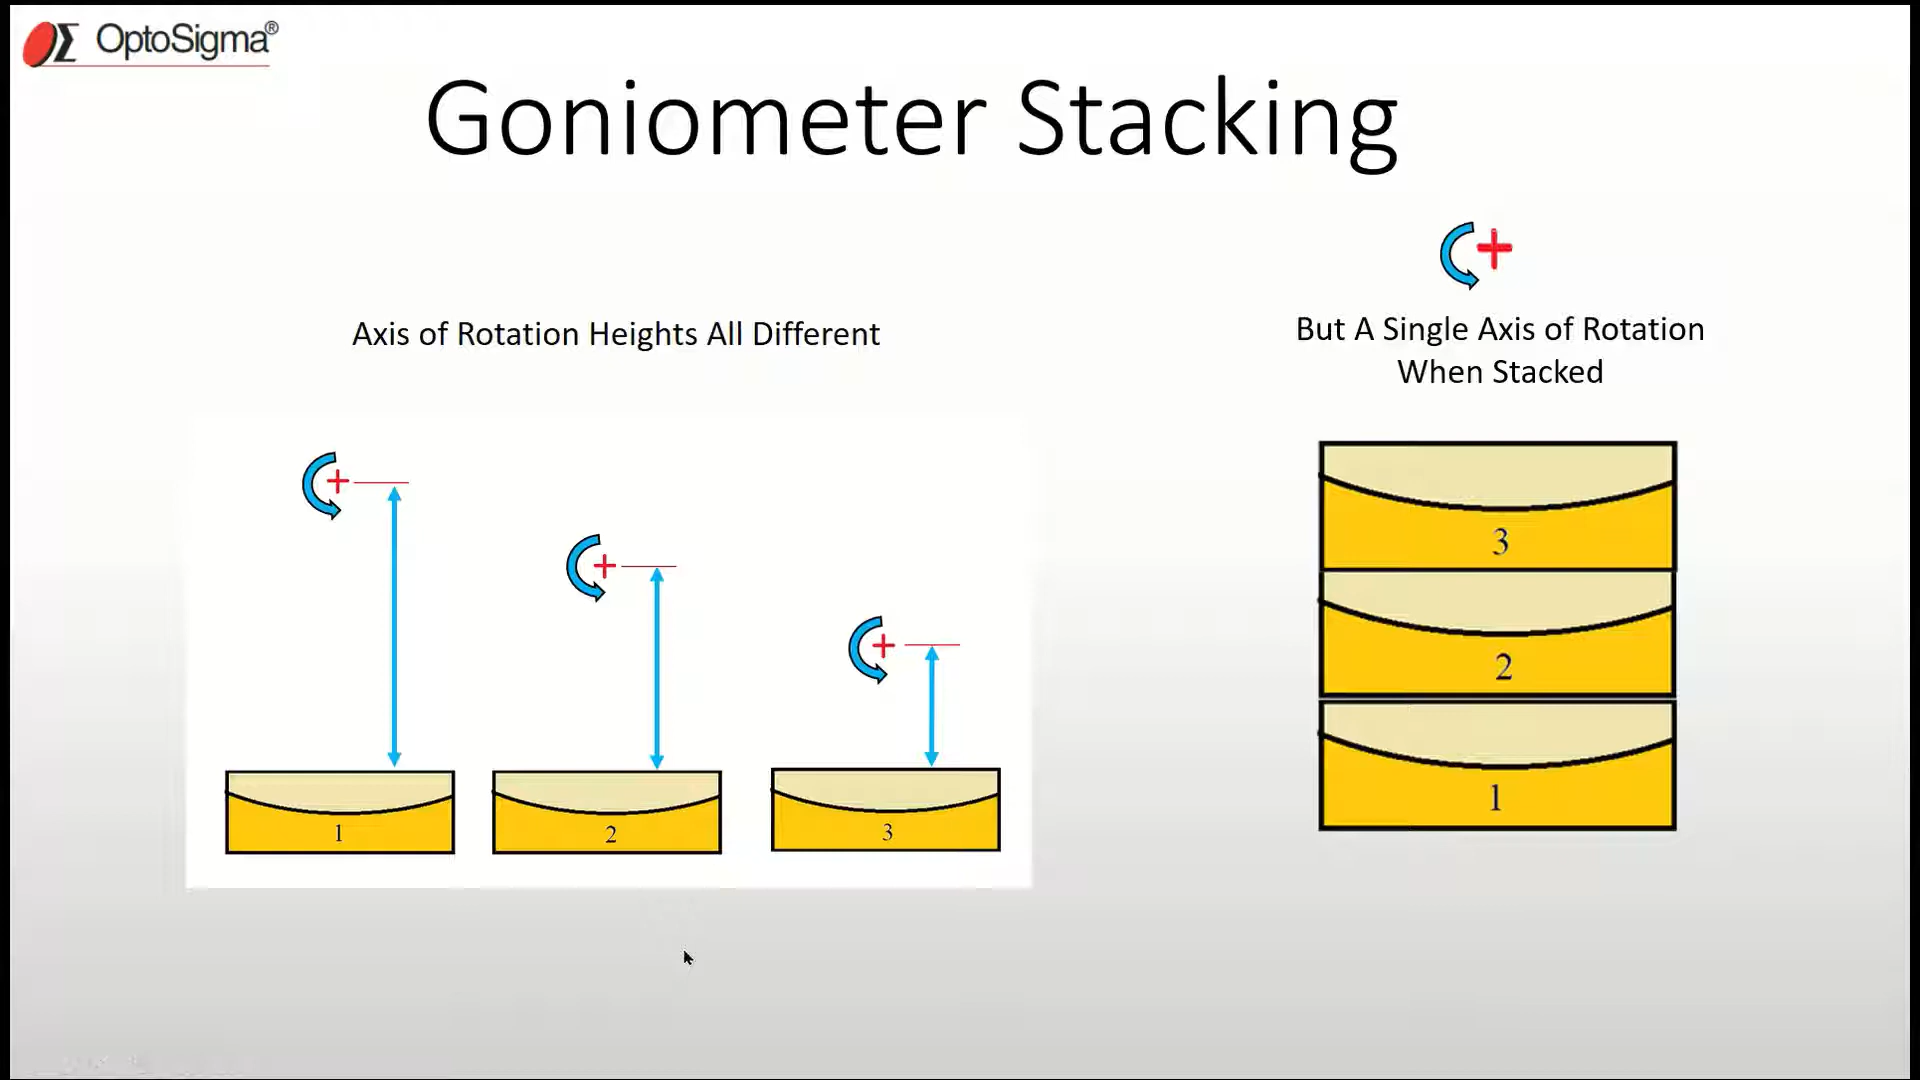 OptoSigma®
Goniometer Stacking
Axis of Rotation Heights All Different
But A Single Axis of Rotation
When Stacked
1
2
3
3
2
1